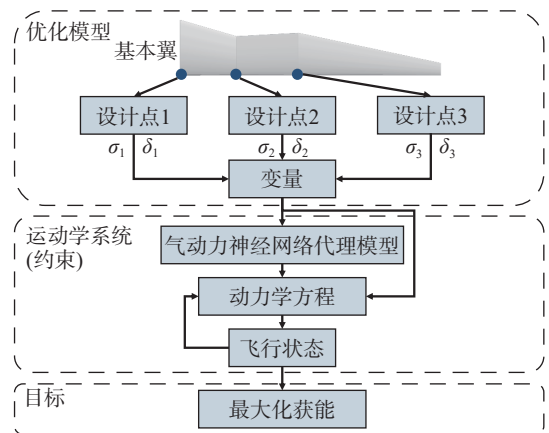 优化模型
基本翼
设计点1 设计点2 设计点3
σ1 δ1 σ2 δ2 σ3 δ3
变量
运动学系统
(约束)
气动力神经网络代理模型
动力学方程
飞行状态
目标
最大化获能